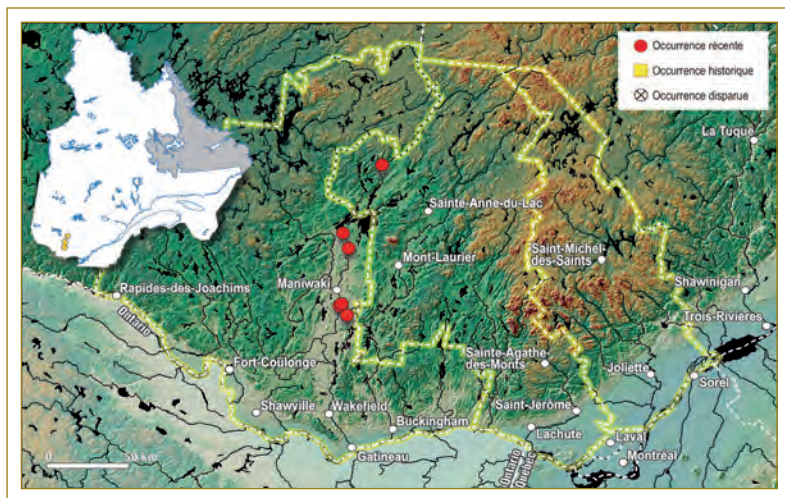 Occurrence récente
Occurrence historique
Occurrence disparue
La Tuque
Sainte-Anne-du-Lac
Saint-Michel
des-Saints
Mont-Laurier
Maniwaki
Shawinigan
Rapides-des-Joachims
Trois-Rivières
Ontario
Fort-Coulonge
Sainte-Agathe
des-Monts
Joliette
Sorel
Shawville
Wakefield
Saint-Jérôme
Buckingham
Lachute
Laval
Gatineau
Montréal
Ontario
Québec
0 50 km